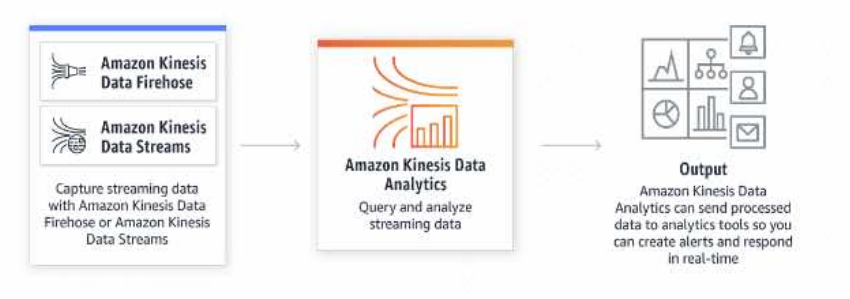 Amazon Kinesis
Data Firehose
Amazon Kinesis
Data Streams
Capture streaming data
with Amazon Kinesis Data
Firehose or Amazon Kinesis
Data Streams
Amazon Kinesis Data
Analytics
Query and analyze
streaming data
Output
Amazon Kinesis Data
Analytics can send processed
data to analytics tools so you
can create alerts and respond
in real-time